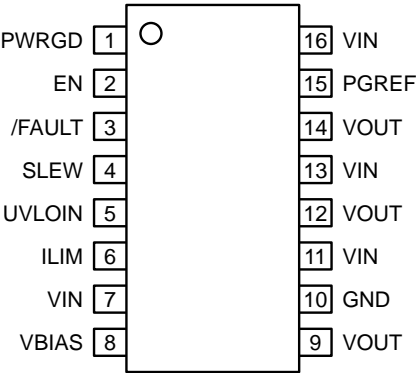 PWRGD 1 16 VIN
EN 2 15 PGREF
/FAULT 3 14 VOUT
SLEW 4 13 VIN
UVLOIN 5 12 VOUT
ILIM 6 11 VIN
VIN 7 10 GND
VBIAS 8 9 VOUT